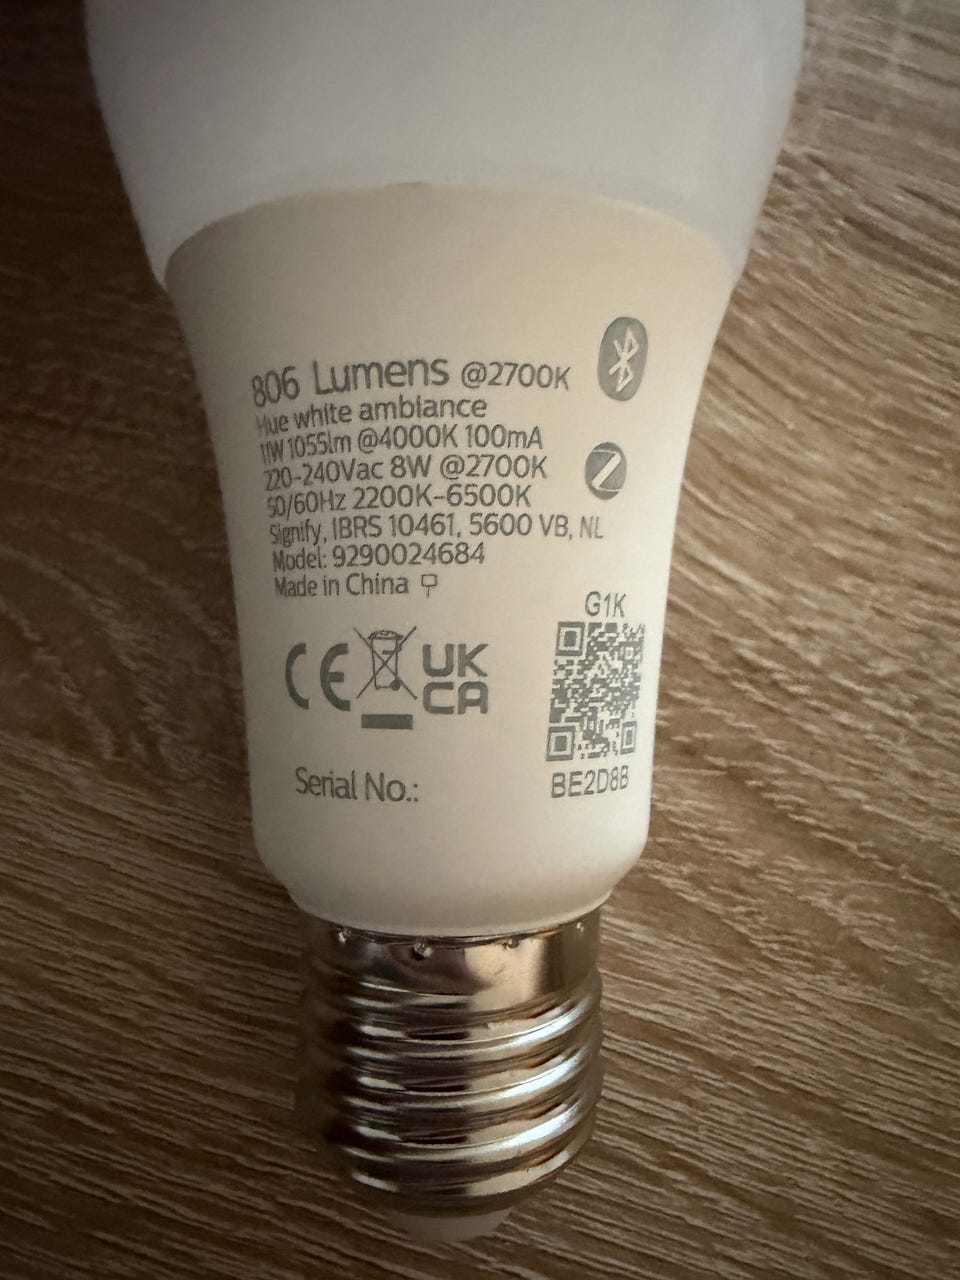 806 Lumens @2700K
Hue white ambiance
11W 1055lm @4000K 100mA
220-240Vac 8W @2700K
50/60Hz 2200K-6500K
Signify, IBRS 10461, 5600 VB, NL
Model: 9290024684
Made in China
G1K
CE
UK
CA
BE2D8B
Serial No.: